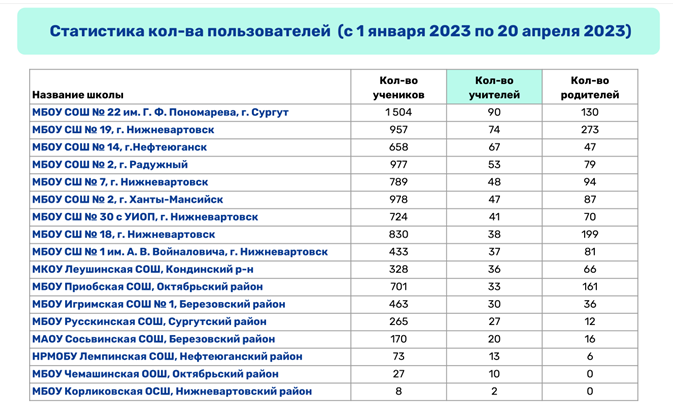 Статистика кол-ва пользователей (с 1 января 2023 по 20 апреля 2023)
Название школы Кол-во учеников Кол-во учителей Кол-во родителей
МБОУ СОШ № 22 им. Г. Ф. Пономарева, г. Сургут 1 504 90 130
МБОУ СШ № 19, г. Нижневартовск 957 74 273
МБОУ СОШ № 14, г.Нефтеюганск 658 67 47
МБОУ СОШ № 2, г. Радужный 977 53 79
МБОУ СШ № 7, г. Нижневартовск 789 48 94
МБОУ СОШ № 2, г. Ханты-Мансийск 978 47 87
МБОУ СШ № 30 с УИОП, г. Нижневартовск 724 41 70
МБОУ СШ № 18, г. Нижневартовск 830 38 199
МБОУ СШ № 1 им. А. В. Войналовича, г. Нижневартовск 433 37 81
МКОУ Леушинская СОШ, Кондинский р-н 328 36 66
МБОУ Приобская СОШ, Октябрьский район 701 33 161
МБОУ Игримская СОШ № 1, Березовский район 463 30 36
МБОУ Русскинская СОШ, Сургутский район 265 27 12
МАОУ Сосьвинская СОШ, Березовский район 170 20 16
НРМОБУ Лемпинская СОШ, Нефтеюганский район 73 13 6
МБОУ Чемашинская ООШ, Октябрьский район 27 10 0
МБОУ Корликовская ОСШ, Нижневартовский район 8 2 0